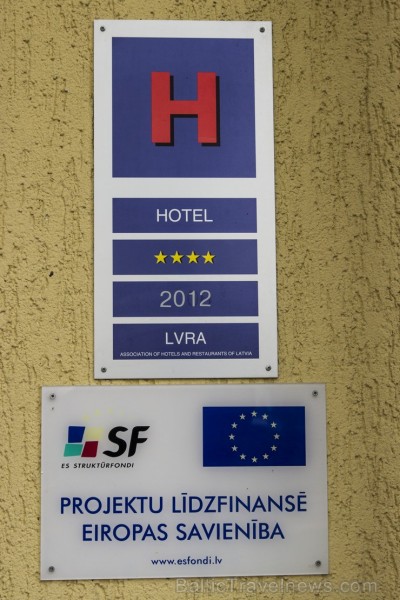 H
HOTEL
★★★★
2012
LVRA
ASSOCIATION OF HOTELS AND RESTAURANTS OF LATVIA
SF
ES STRUKTŪRFONDI
PROJEKTU LĪDZFINANSĒ
EIROPAS SAVIENĪBA
www.esfondi.lv
BalticTravelnews.com